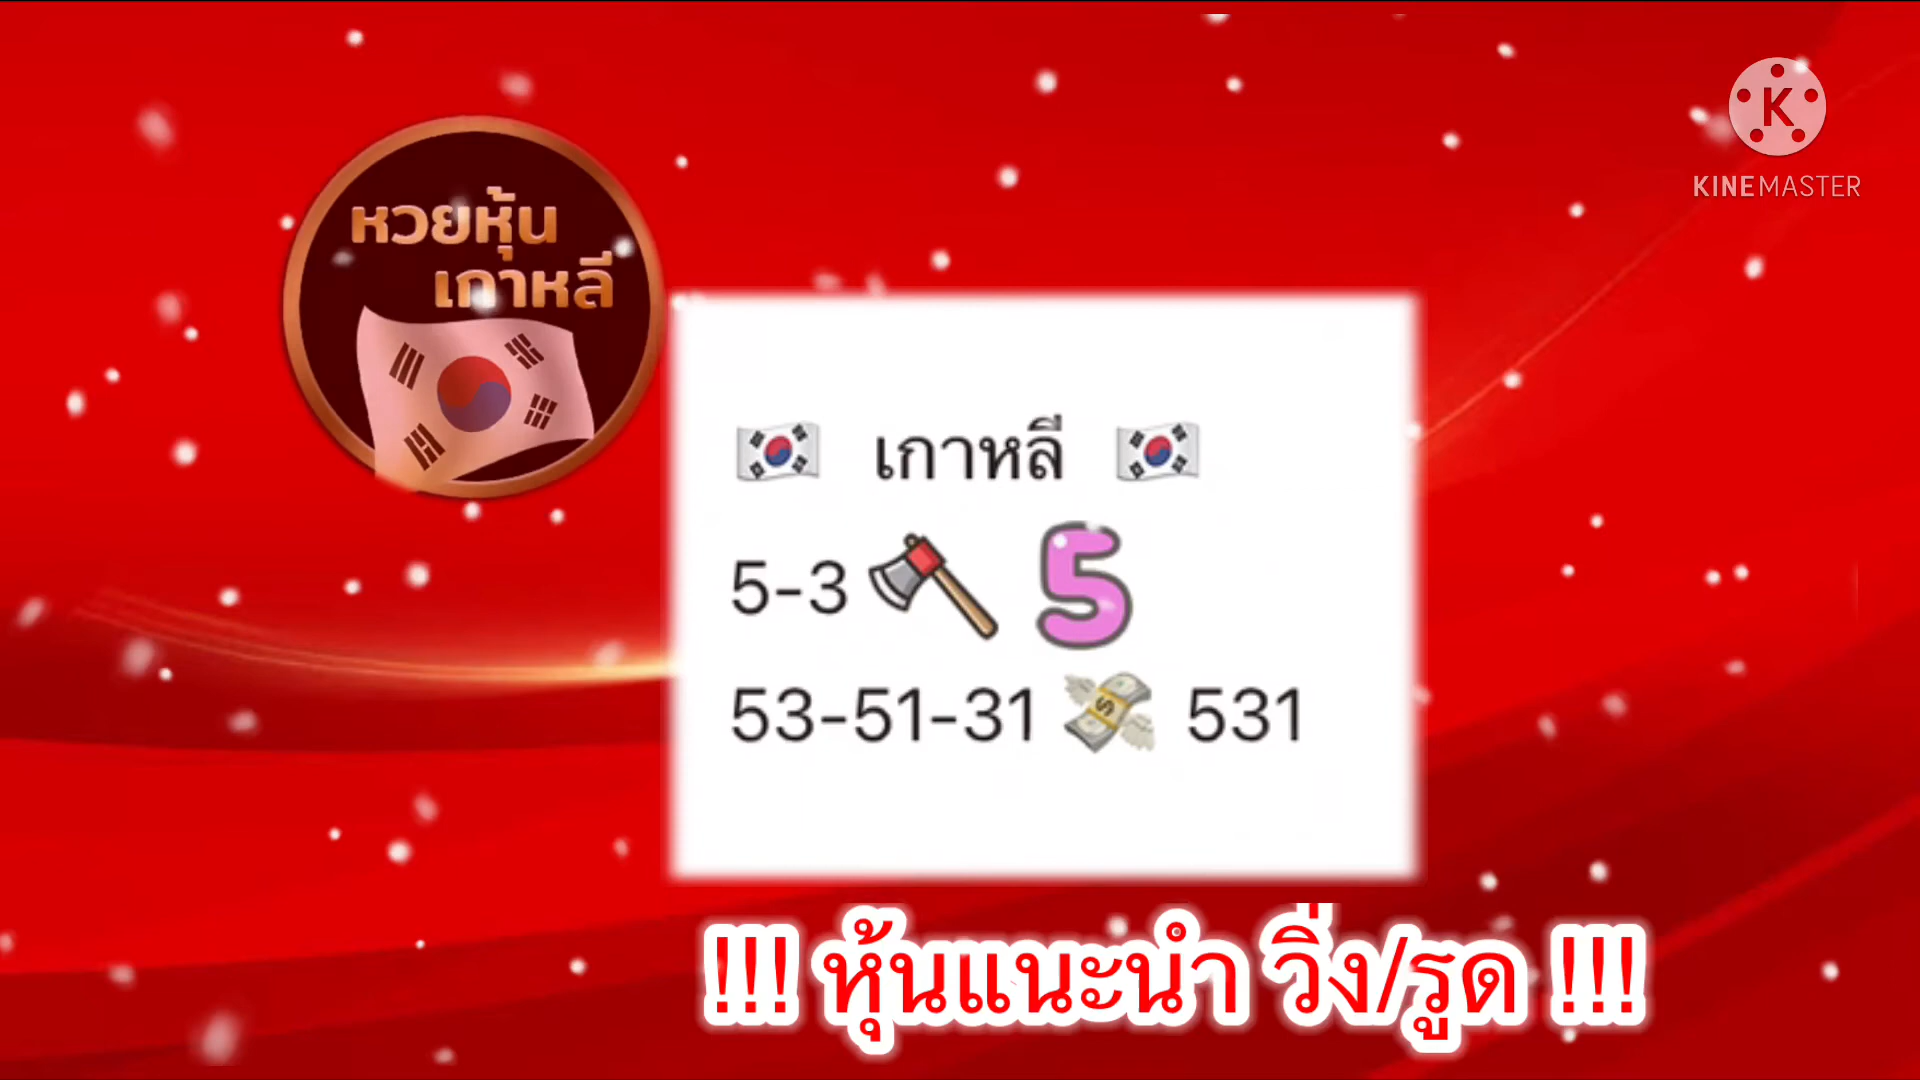 หวยหุ้น
เกาหลี
KINEMASTER
🇰🇷 เกาหลี 🇰🇷
5-3 🪓 5
53-51-31 💸 531
!!! หุ้นแนะนำ วิ่ง/รูด !!!